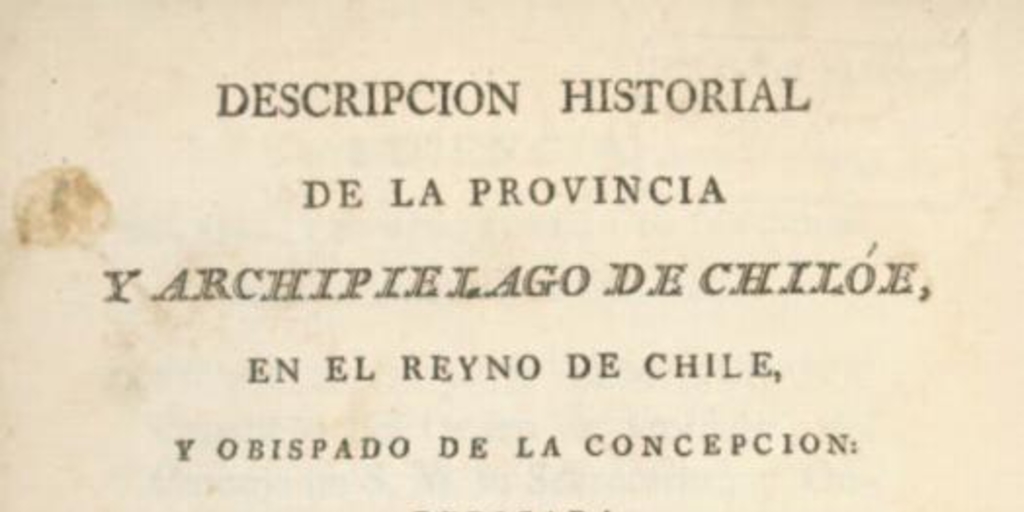 DESCRIPCION HISTORIAL
DE LA PROVINCIA
Y ARCHIPIELAGO DE CHILÓE,
EN EL REYNO DE CHILE,
Y OBISPADO DE LA CONCEPCION: